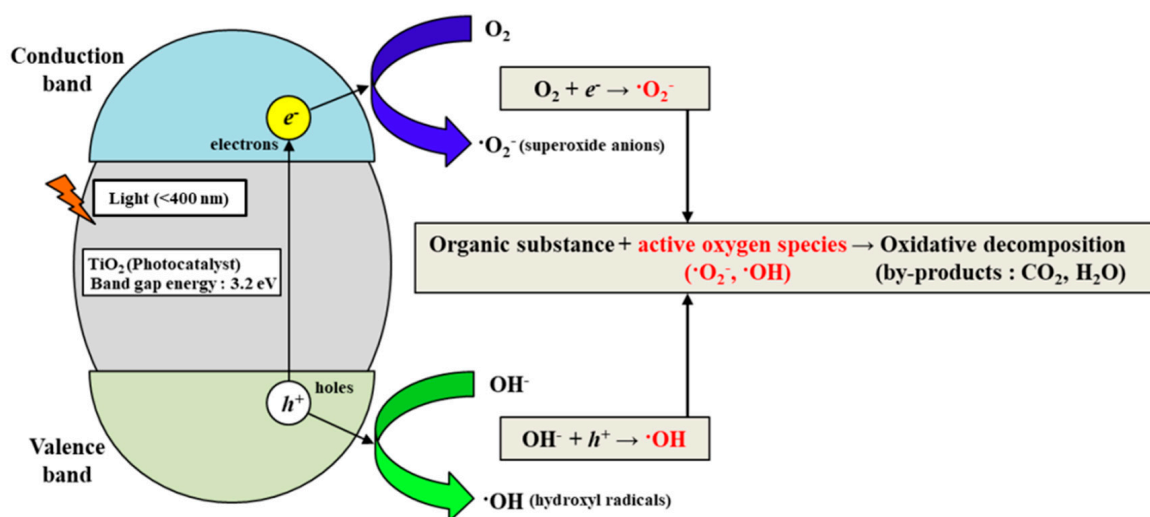 Conduction
band
e⁻
electrons
Light (<400 nm)
TiO₂ (Photocatalyst)
Band gap energy : 3.2 eV
holes
h⁺
Valence
band
O₂
·O₂⁻ (superoxide anions)
O₂ + e⁻ → ·O₂⁻
Organic substance + active oxygen species → Oxidative decomposition
(·O₂⁻, ·OH) (by-products : CO₂, H₂O)
OH⁻
OH⁻ + h⁺ → ·OH
·OH (hydroxyl radicals)